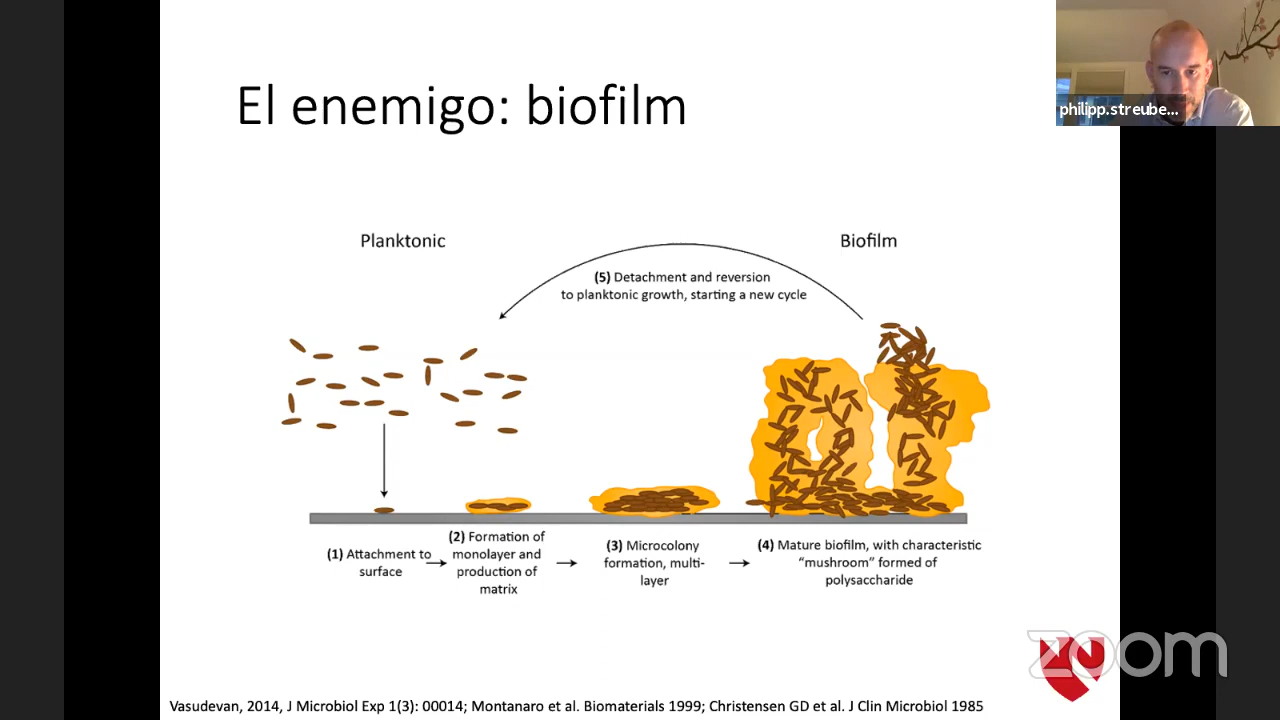 El enemigo: biofilm
philipp.streube...
Planktonic
Biofilm
(5) Detachment and reversion
to planktonic growth, starting a new cycle
(1) Attachment to
surface
(2) Formation of
monolayer and
production of
matrix
(3) Microcolony
formation, multi-
layer
(4) Mature biofilm, with characteristic
“mushroom” formed of
polysaccharide
zoom
Vasudevan, 2014, J Microbiol Exp 1(3): 00014; Montanaro et al. Biomaterials 1999; Christensen GD et al. J Clin Microbiol 1985